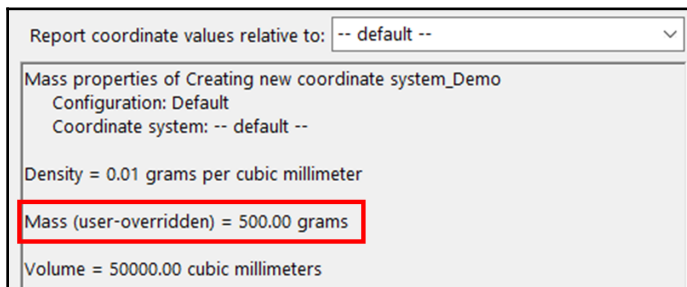 Report coordinate values relative to: -- default --
Mass properties of Creating new coordinate system_Demo
Configuration: Default
Coordinate system: -- default --
Density = 0.01 grams per cubic millimeter
Mass (user-overridden) = 500.00 grams
Volume = 50000.00 cubic millimeters